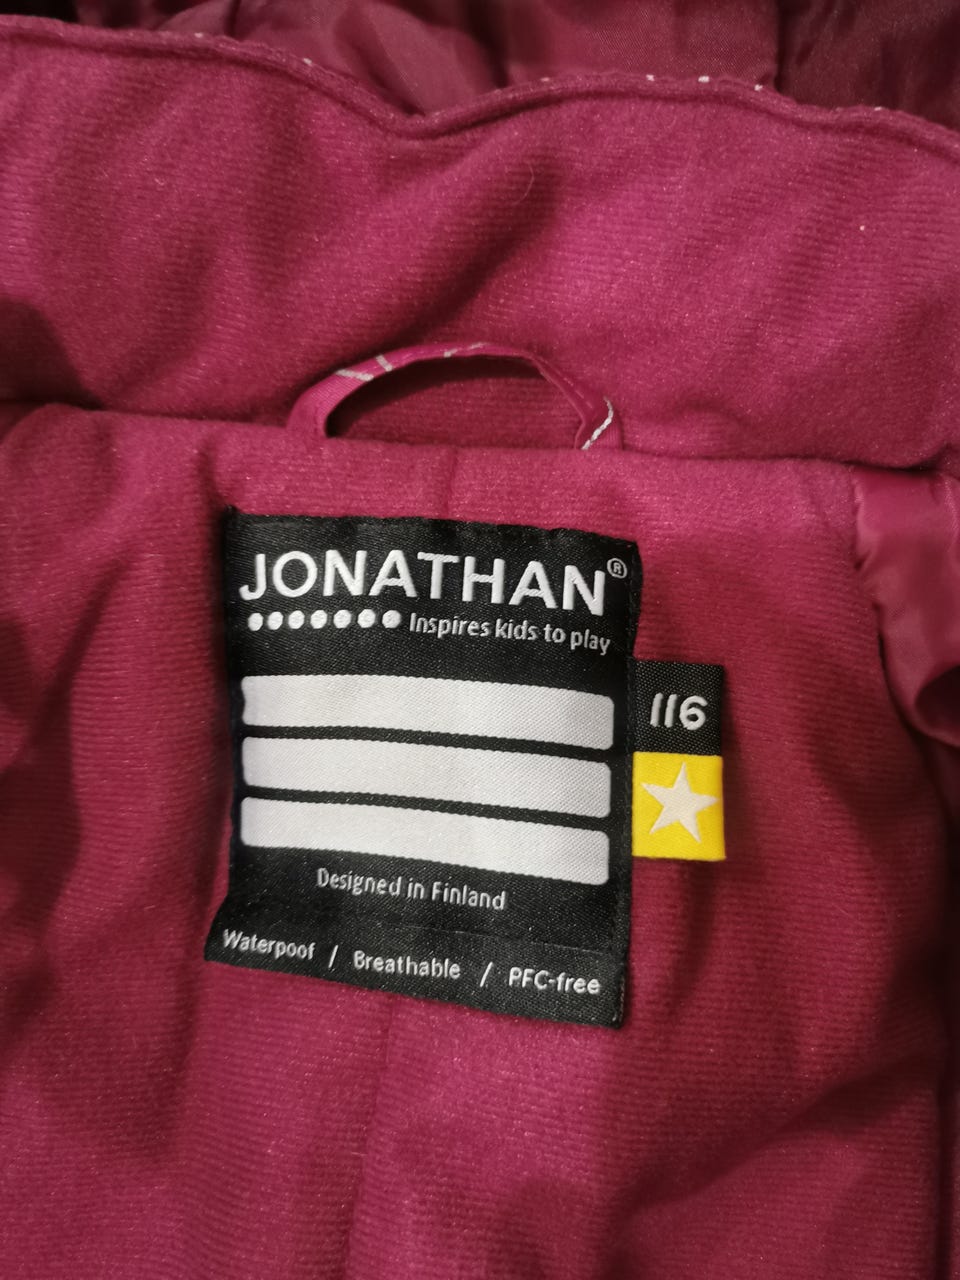 JONATHAN®
Inspires kids to play
116
Designed in Finland
Waterpoof / Breathable / PFC-free